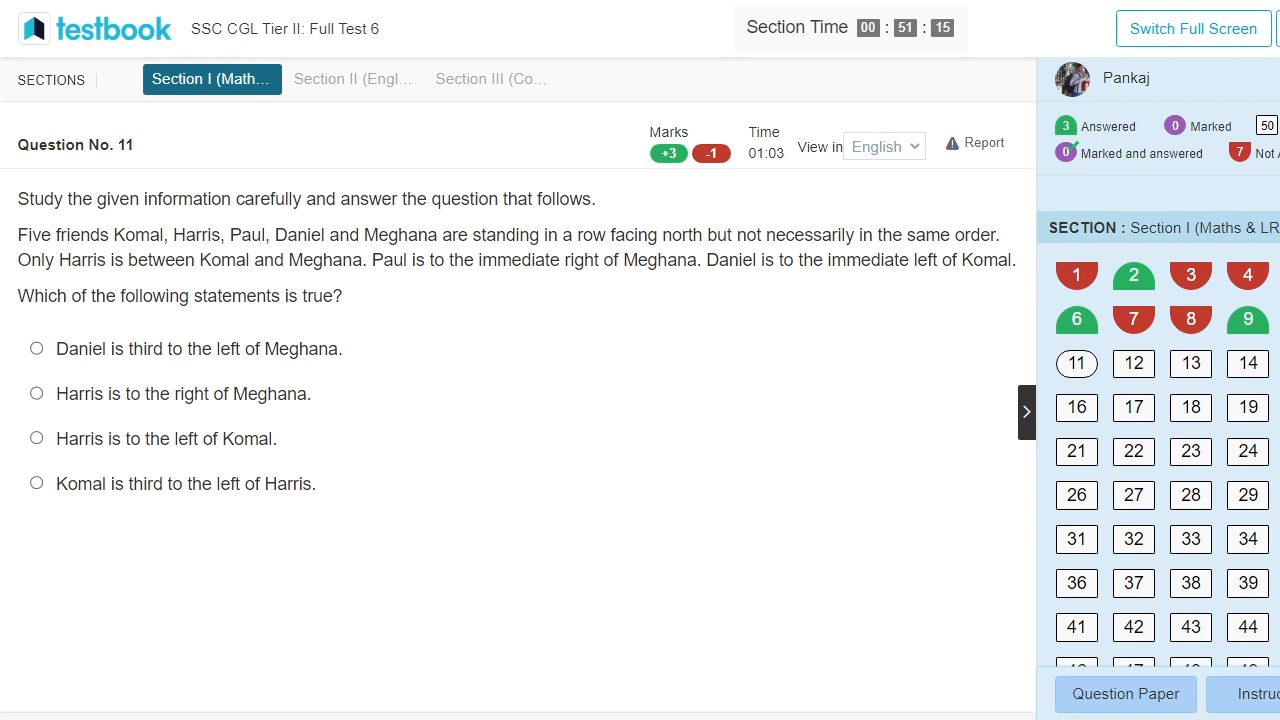 testbook SSC CGL Tier II: Full Test 6 Section Time 00 : 51 : 15 Switch Full Screen
SECTIONS Section I (Math... Section II (Engl... Section III (Co...
Pankaj
Question No. 11
Marks
+3 -1
Time
01:03
View in English
Report
Study the given information carefully and answer the question that follows.
Five friends Komal, Harris, Paul, Daniel and Meghana are standing in a row facing north but not necessarily in the same order.
Only Harris is between Komal and Meghana. Paul is to the immediate right of Meghana. Daniel is to the immediate left of Komal.
Which of the following statements is true?
Daniel is third to the left of Meghana.
Harris is to the right of Meghana.
Harris is to the left of Komal.
Komal is third to the left of Harris.
3 Answered 0 Marked 50
0 Marked and answered 7 Not
SECTION : Section I (Maths & LR
1 2 3 4
6 7 8 9
11 12 13 14
16 17 18 19
21 22 23 24
26 27 28 29
31 32 33 34
36 37 38 39
41 42 43 44
Question Paper Instruc